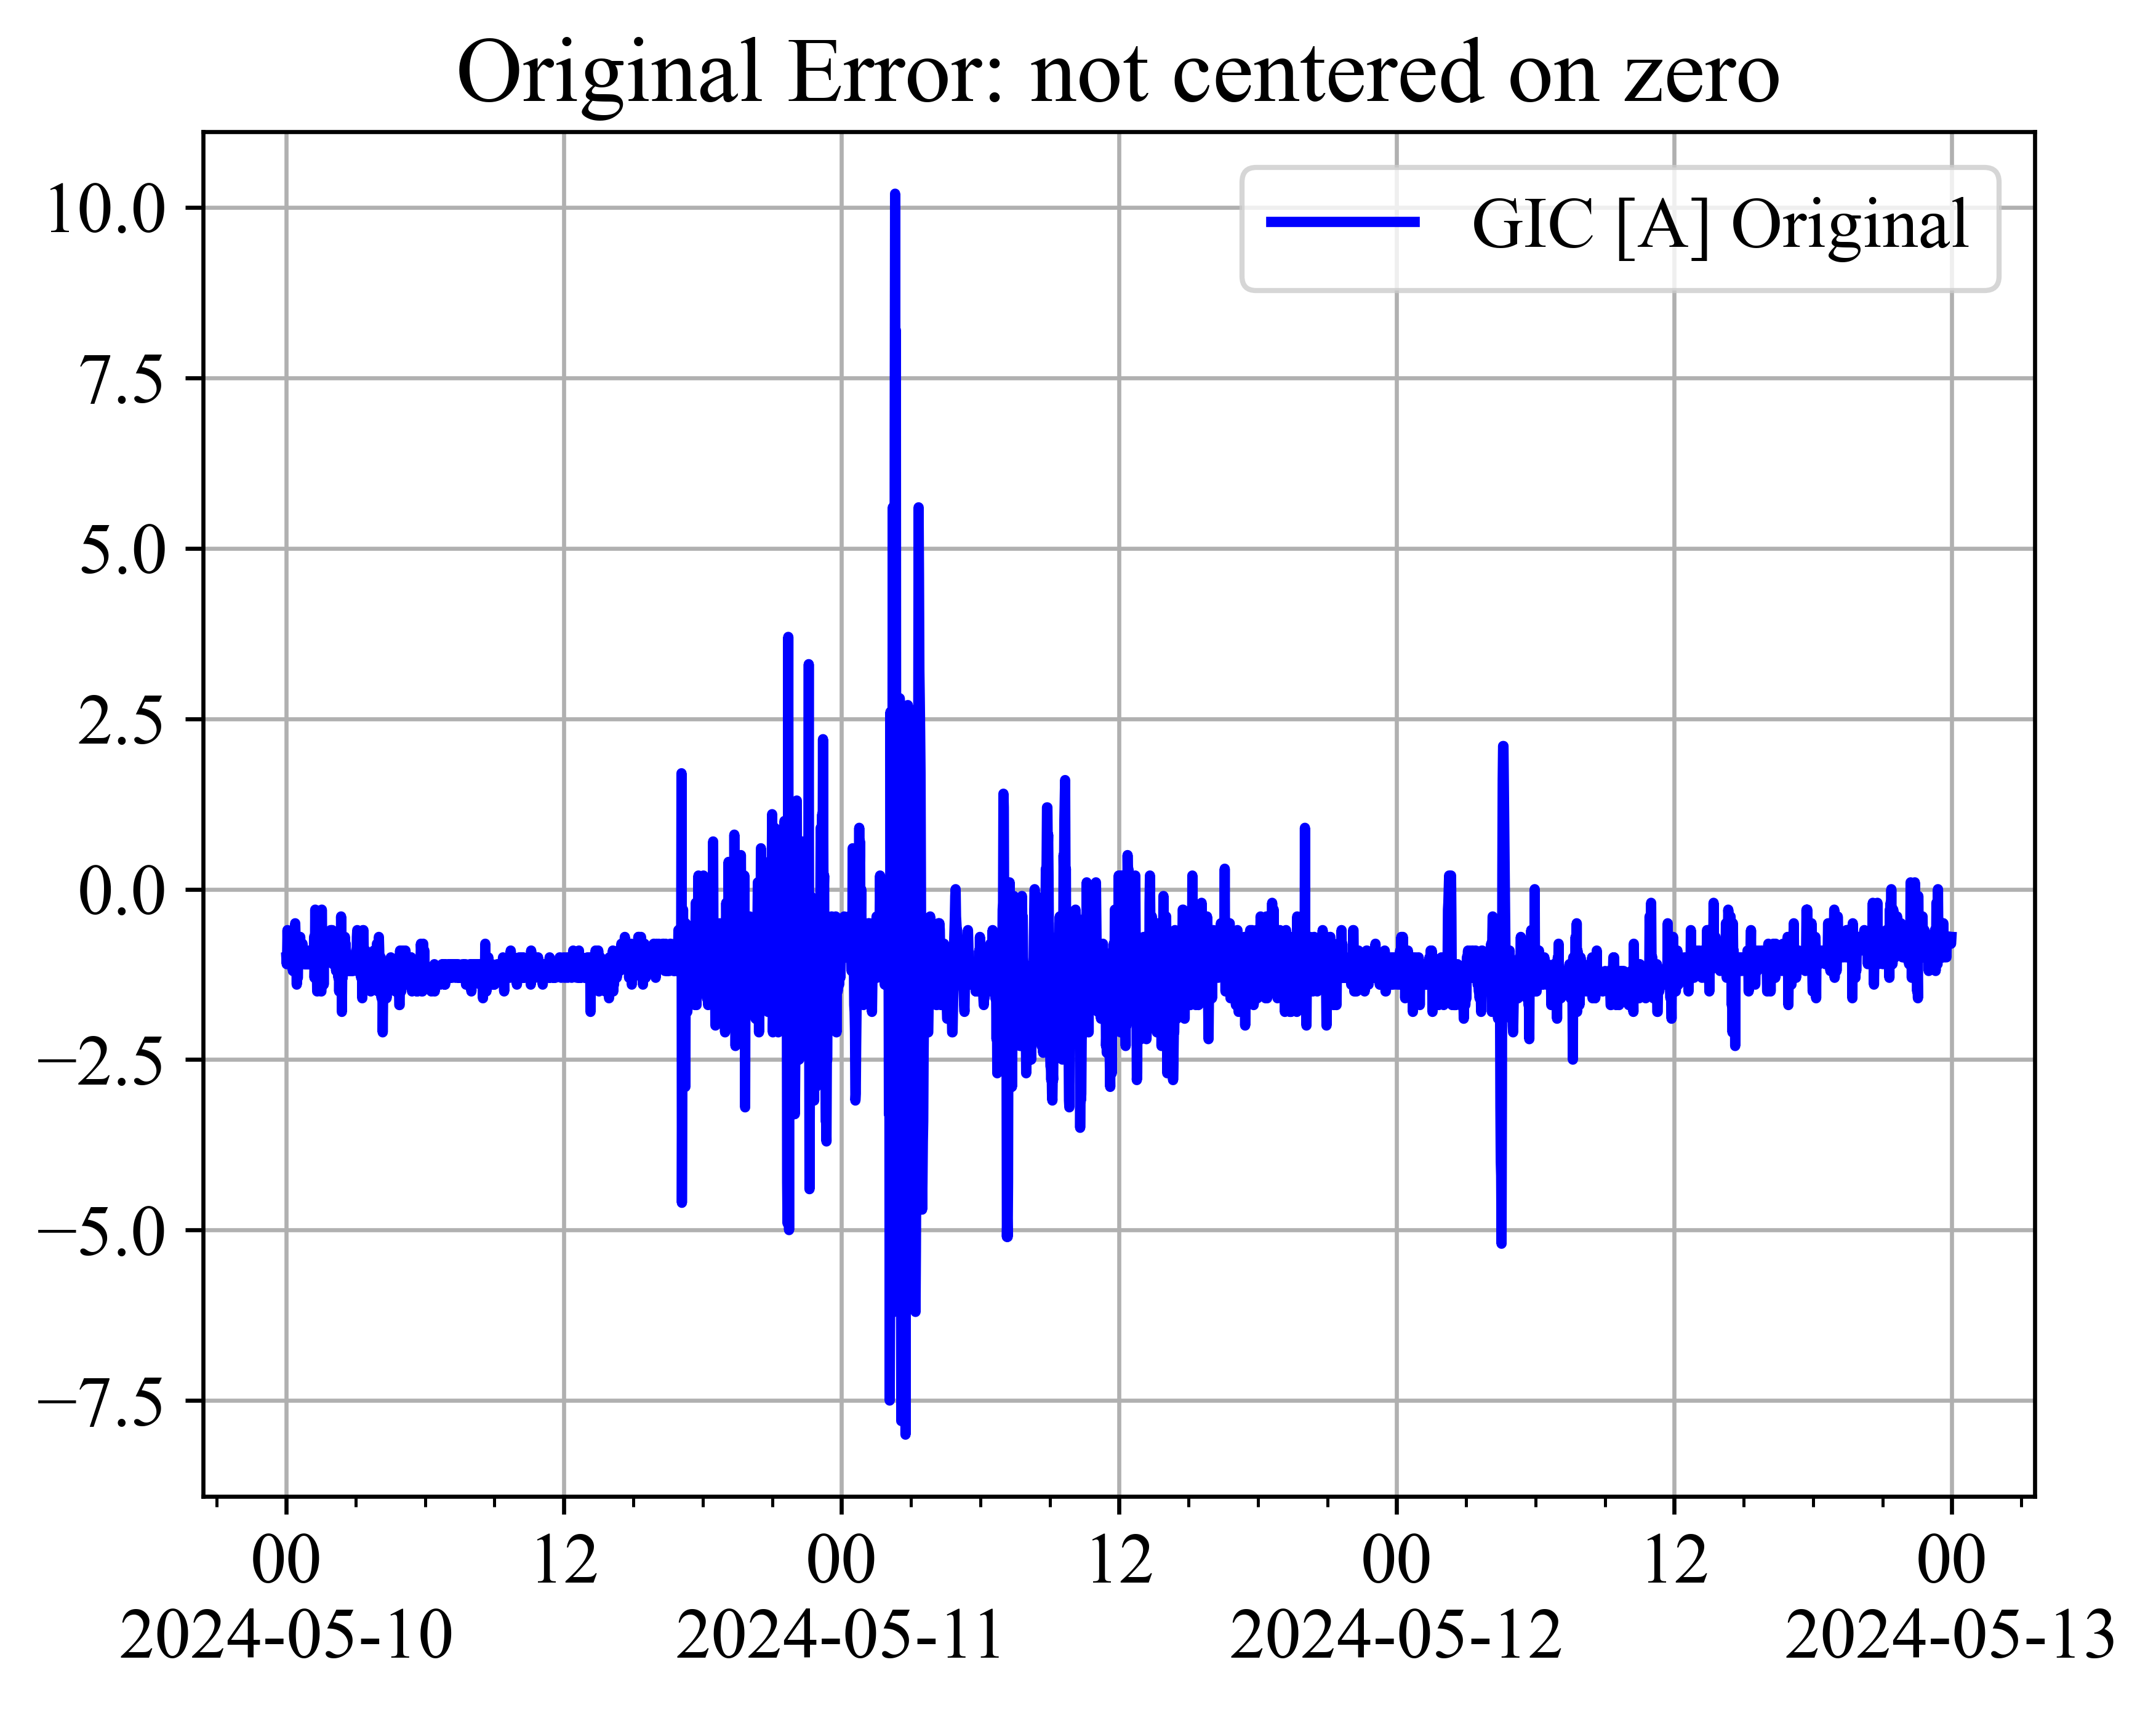 Original Error: not centered on zero
GIC [A] Original
10.0
7.5
5.0
2.5
0.0
−2.5
−5.0
−7.5
00 12 00 12 00 12 00
2024-05-10 2024-05-11 2024-05-12 2024-05-13